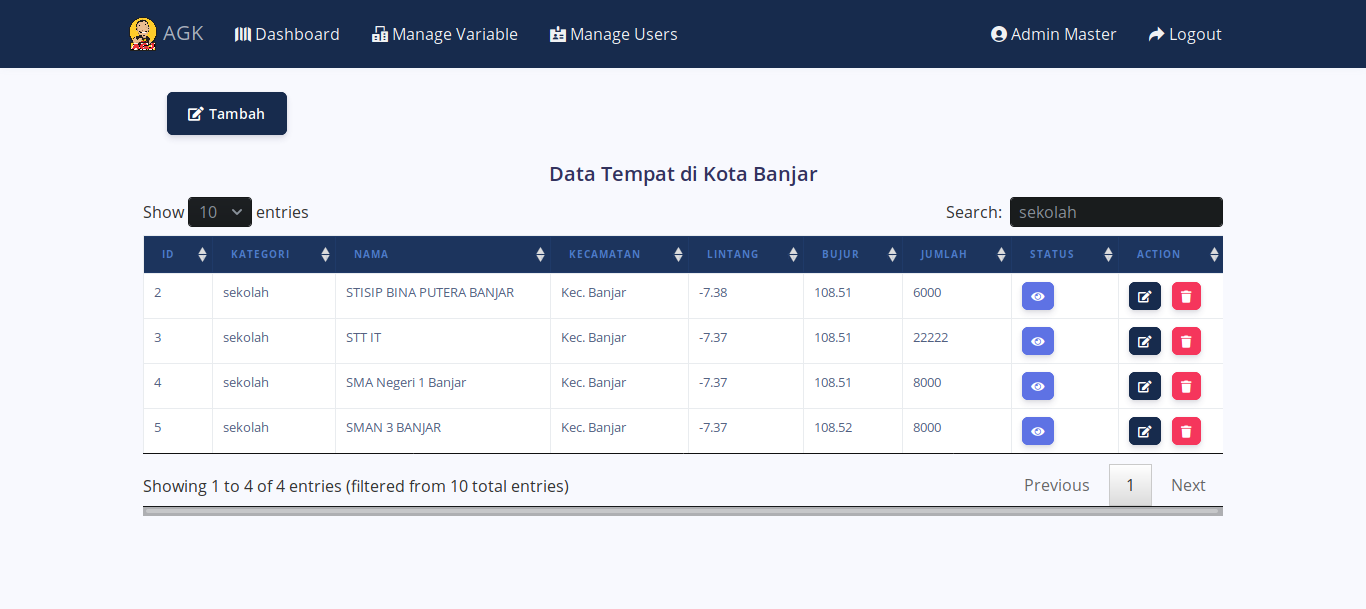 AGK Dashboard Manage Variable Manage Users Admin Master Logout
Tambah
Data Tempat di Kota Banjar
Show 10 entries Search: sekolah
ID KATEGORI NAMA KECAMATAN LINTANG BUJUR JUMLAH STATUS ACTION
2 sekolah STISIP BINA PUTERA BANJAR Kec. Banjar -7.38 108.51 6000
3 sekolah STT IT Kec. Banjar -7.37 108.51 22222
4 sekolah SMA Negeri 1 Banjar Kec. Banjar -7.37 108.51 8000
5 sekolah SMAN 3 BANJAR Kec. Banjar -7.37 108.52 8000
Showing 1 to 4 of 4 entries (filtered from 10 total entries) Previous 1 Next